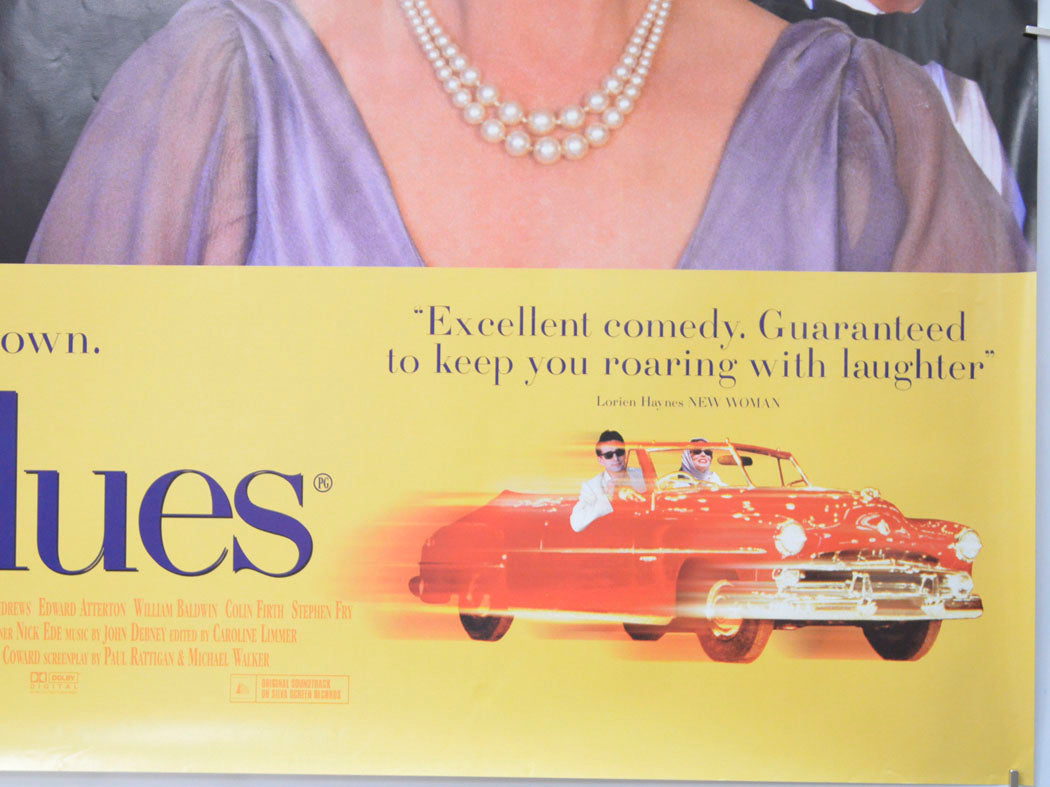 own.
"Excellent comedy. Guaranteed
to keep you roaring with laughter"
Lorien Haynes NEW WOMAN
lues PG
DREWS EDWARD ATTERTON WILLIAM BALDWIN COLIN FIRTH STEPHEN FRY
NER NICK EDE MUSIC BY JOHN DEBNEY EDITED BY CAROLINE LIMMER
COWARD SCREENPLAY BY PAUL RATTIGAN & MICHAEL WALKER
DOLBY
DIGITAL
ORIGINAL SOUNDTRACK
ON SILVA SCREEN RECORDS